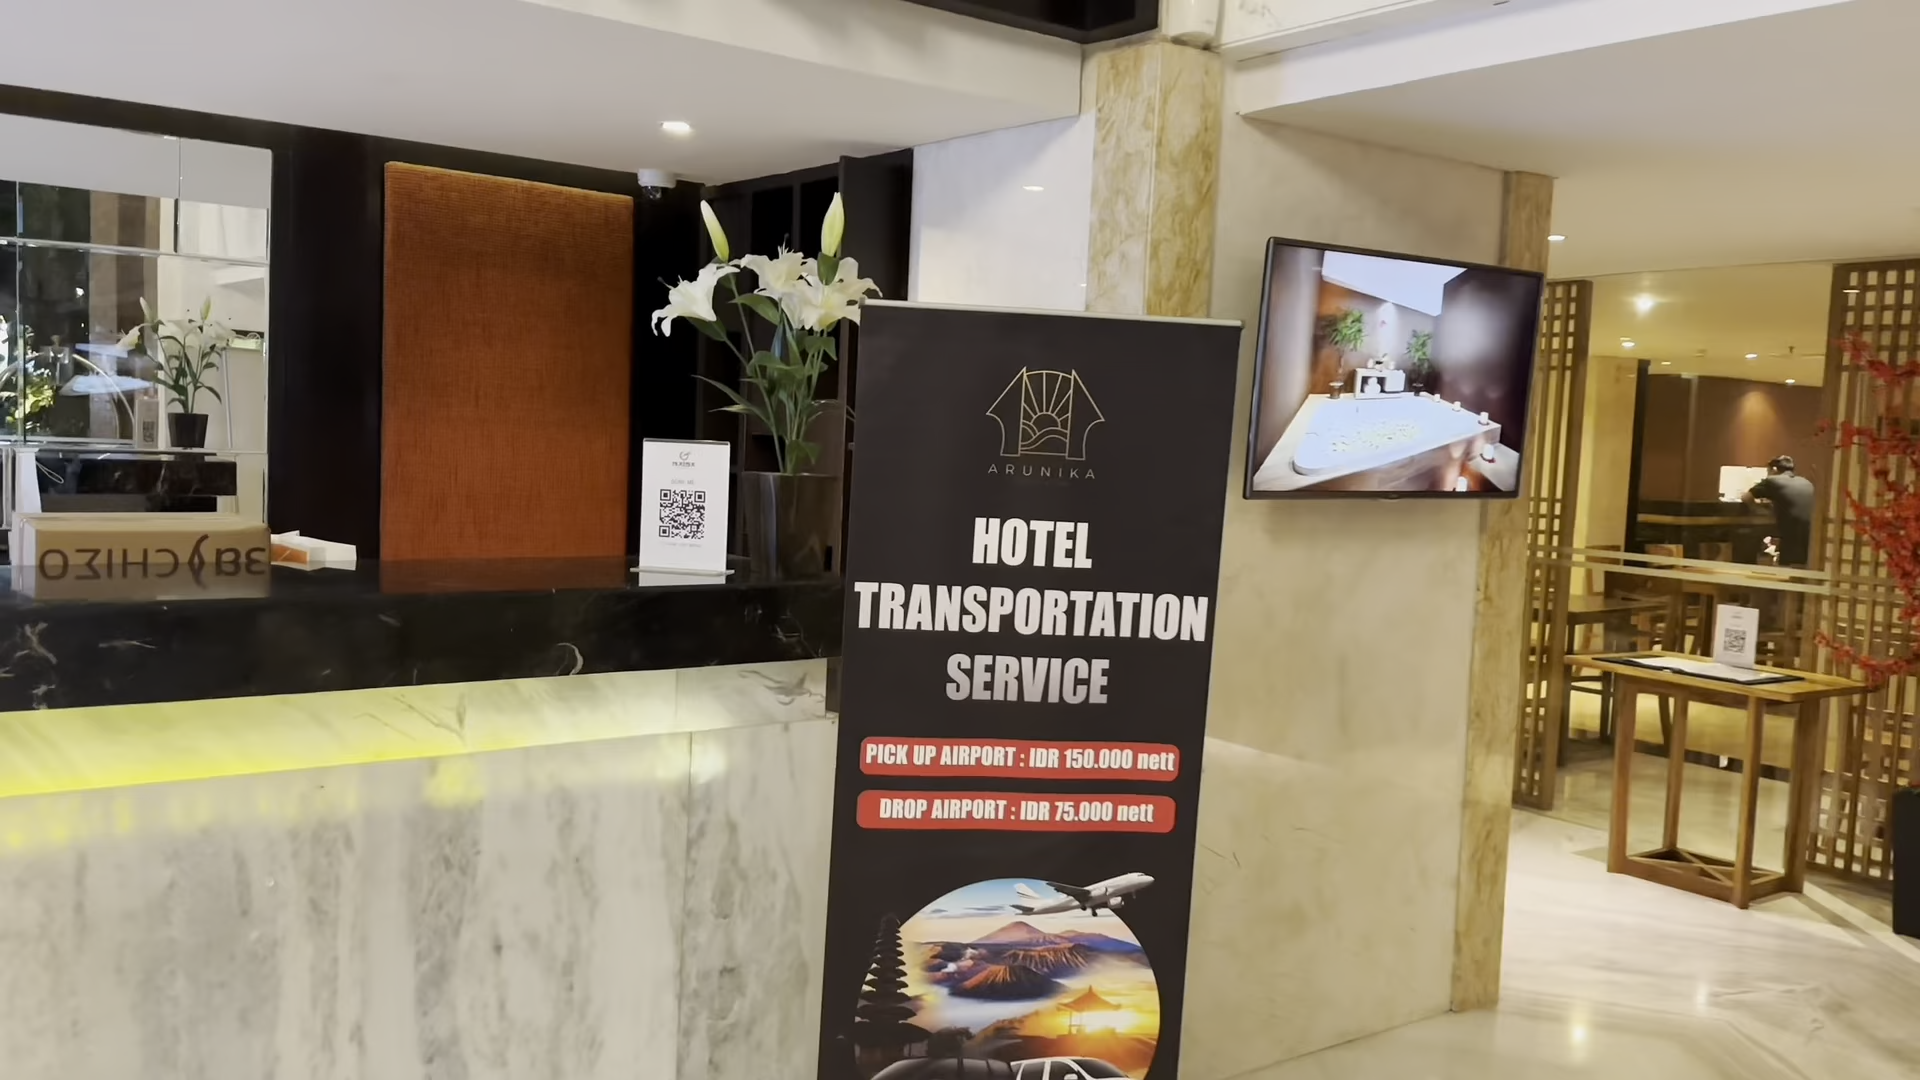 ARUNIKA
HOTEL
TRANSPORTATION
SERVICE
PICK UP AIRPORT : IDR 150.000 nett
DROP AIRPORT : IDR 75.000 nett